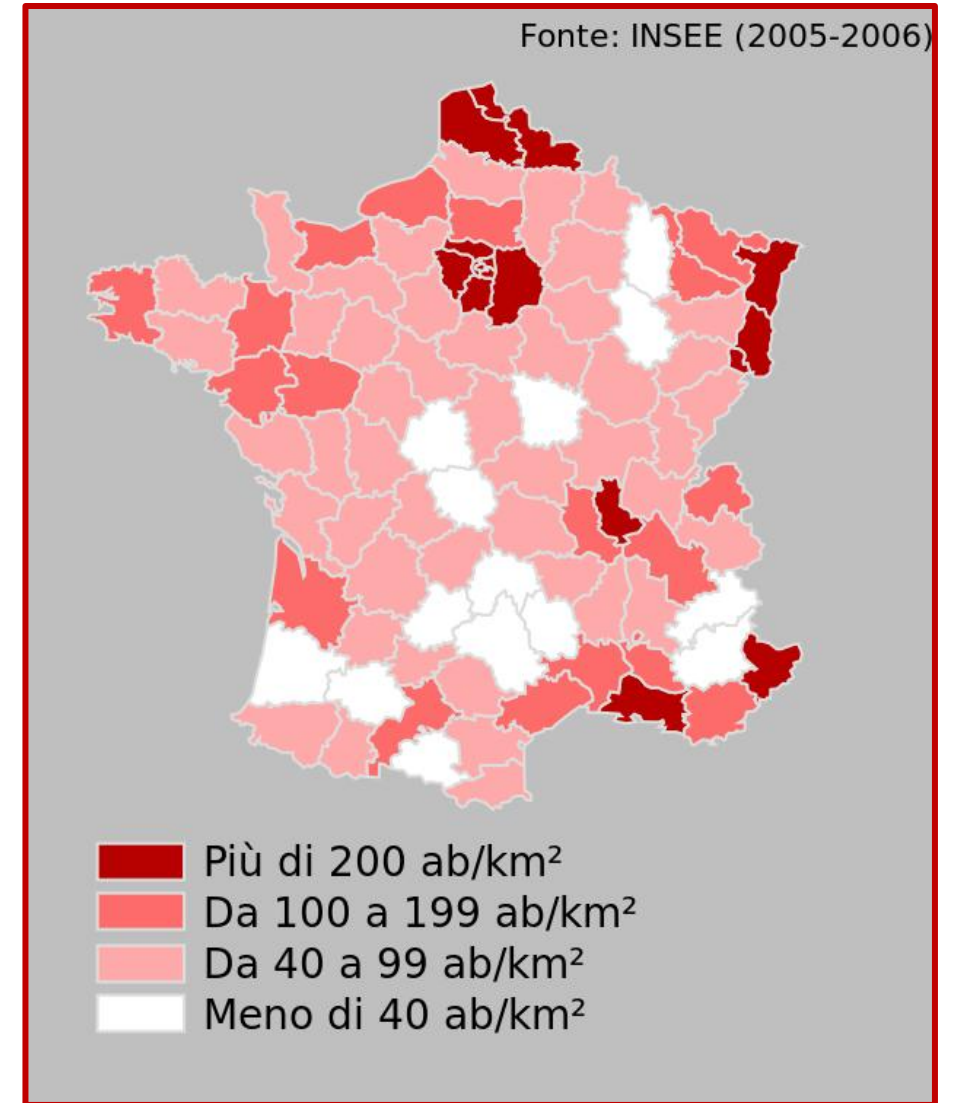 Fonte: INSEE (2005-2006)
Più di 200 ab/km²
Da 100 a 199 ab/km²
Da 40 a 99 ab/km²
Meno di 40 ab/km²